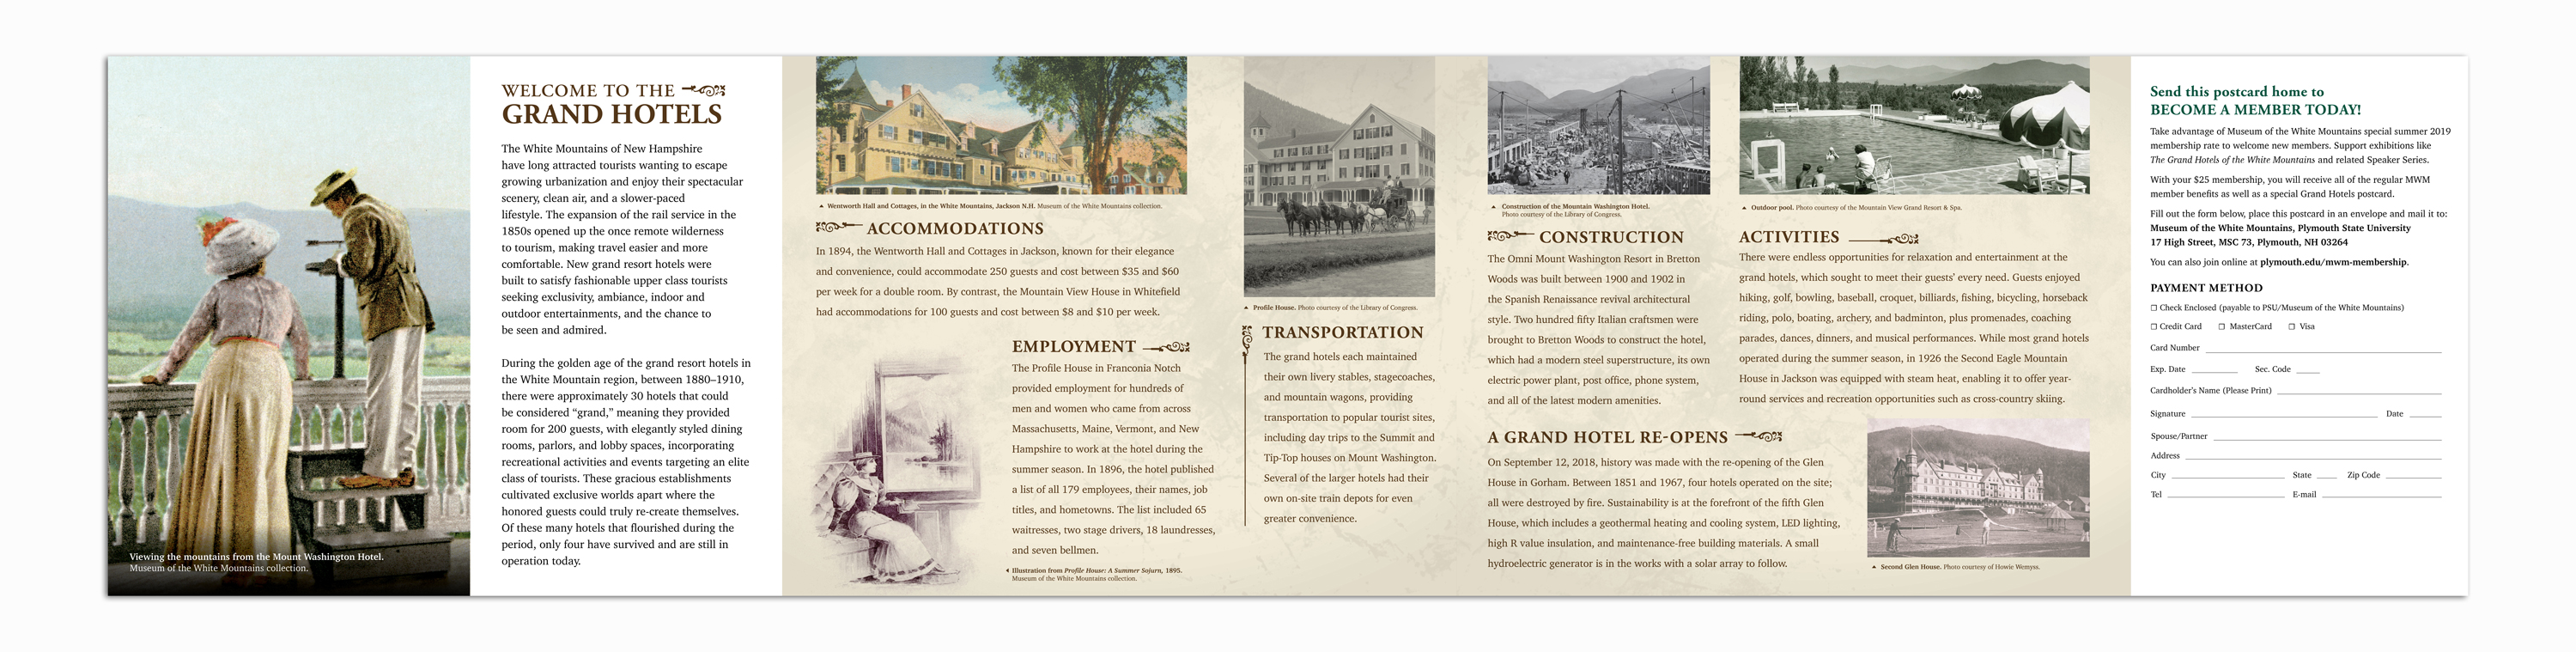 Viewing the mountains from the Mount Washington Hotel.
Museum of the White Mountains collection.
WELCOME TO THE
GRAND HOTELS
The White Mountains of New Hampshire
have long attracted tourists wanting to escape
growing urbanization and enjoy their spectacular
scenery, clean air, and a slower-paced
lifestyle. The expansion of the rail service in the
1850s opened up the once remote wilderness
to tourism, making travel easier and more
comfortable. New grand resort hotels were
built to satisfy fashionable upper class tourists
seeking exclusivity, ambiance, indoor and
outdoor entertainments, and the chance to
be seen and admired.
During the golden age of the grand resort hotels in
the White Mountain region, between 1880–1910,
there were approximately 30 hotels that could
be considered “grand,” meaning they provided
room for 200 guests, with elegantly styled dining
rooms, parlors, and lobby spaces, incorporating
recreational activities and events targeting an elite
class of tourists. These gracious establishments
cultivated exclusive worlds apart where the
honored guests could truly re-create themselves.
Of these many hotels that flourished during the
period, only four have survived and are still in
operation today.
Wentworth Hall and Cottages, in the White Mountains, Jackson N.H. Museum of the White Mountains collection.
ACCOMMODATIONS
In 1894, the Wentworth Hall and Cottages in Jackson, known for their elegance
and convenience, could accommodate 250 guests and cost between $35 and $60
per week for a double room. By contrast, the Mountain View House in Whitefield
had accommodations for 100 guests and cost between $8 and $10 per week.
EMPLOYMENT
The Profile House in Franconia Notch
provided employment for hundreds of
men and women who came from across
Massachusetts, Maine, Vermont, and New
Hampshire to work at the hotel during the
summer season. In 1896, the hotel published
a list of all 179 employees, their names, job
titles, and hometowns. The list included 65
waitresses, two stage drivers, 18 laundresses,
and seven bellmen.
Illustration from Profile House: A Summer Sojurn, 1895.
Museum of the White Mountains collection.
Profile House. Photo courtesy of the Library of Congress.
TRANSPORTATION
The grand hotels each maintained
their own livery stables, stagecoaches,
and mountain wagons, providing
transportation to popular tourist sites,
including day trips to the Summit and
Tip-Top houses on Mount Washington.
Several of the larger hotels had their
own on-site train depots for even
greater convenience.
Construction of the Mountain Washington Hotel.
Photo courtesy of the Library of Congress.
CONSTRUCTION
The Omni Mount Washington Resort in Bretton
Woods was built between 1900 and 1902 in
the Spanish Renaissance revival architectural
style. Two hundred fifty Italian craftsmen were
brought to Bretton Woods to construct the hotel,
which had a modern steel superstructure, its own
electric power plant, post office, phone system,
and all of the latest modern amenities.
Outdoor pool. Photo courtesy of the Mountain View Grand Resort & Spa.
ACTIVITIES
There were endless opportunities for relaxation and entertainment at the
grand hotels, which sought to meet their guests’ every need. Guests enjoyed
hiking, golf, bowling, baseball, croquet, billiards, fishing, bicycling, horseback
riding, polo, boating, archery, and badminton, plus promenades, coaching
parades, dances, dinners, and musical performances. While most grand hotels
operated during the summer season, in 1926 the Second Eagle Mountain
House in Jackson was equipped with steam heat, enabling it to offer year-
round services and recreation opportunities such as cross-country skiing.
A GRAND HOTEL RE-OPENS
On September 12, 2018, history was made with the re-opening of the Glen
House in Gorham. Between 1851 and 1967, four hotels operated on the site;
all were destroyed by fire. Sustainability is at the forefront of the fifth Glen
House, which includes a geothermal heating and cooling system, LED lighting,
high R value insulation, and maintenance-free building materials. A small
hydroelectric generator is in the works with a solar array to follow.
Second Glen House. Photo courtesy of Howie Wemyss.
Send this postcard home to
BECOME A MEMBER TODAY!
Take advantage of Museum of the White Mountains special summer 2019
membership rate to welcome new members. Support exhibitions like
The Grand Hotels of the White Mountains and related Speaker Series.
With your $25 membership, you will receive all of the regular MWM
member benefits as well as a special Grand Hotels postcard.
Fill out the form below, place this postcard in an envelope and mail it to:
Museum of the White Mountains, Plymouth State University
17 High Street, MSC 73, Plymouth, NH 03264
You can also join online at plymouth.edu/mwm-membership.
PAYMENT METHOD
❐ Check Enclosed (payable to PSU/Museum of the White Mountains)
❐ Credit Card ❐ MasterCard ❐ Visa
Card Number
Exp. Date Sec. Code
Cardholder’s Name (Please Print)
Signature Date
Spouse/Partner
Address
City State Zip Code
Tel E-mail